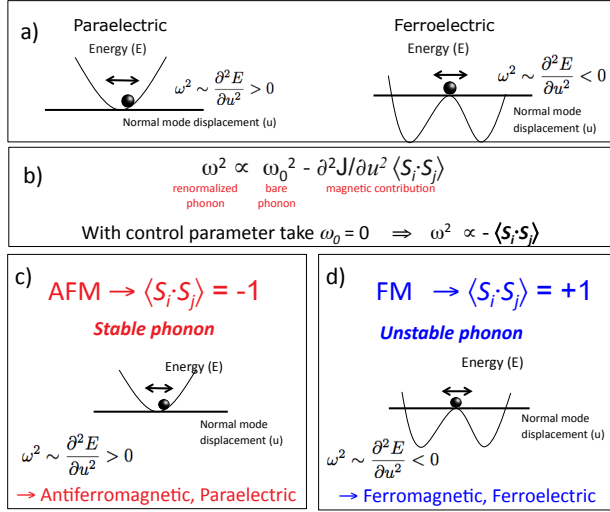 a)
Paraelectric
Energy (E)
ω² ~ ∂²E/∂u² > 0
Normal mode displacement (u)
Ferroelectric
Energy (E)
ω² ~ ∂²E/∂u² < 0
Normal mode displacement (u)
b)
ω² ∝ ω₀² - ∂²J/∂u² ⟨Sᵢ·Sⱼ⟩
renormalized phonon
bare phonon
magnetic contribution
With control parameter take ω₀ = 0 ⇒ ω² ∝ - ⟨Sᵢ·Sⱼ⟩
c)
AFM → ⟨Sᵢ·Sⱼ⟩ = -1
Stable phonon
Energy (E)
Normal mode
displacement (u)
ω² ~ ∂²E/∂u² > 0
→ Antiferromagnetic, Paraelectric
d)
FM → ⟨Sᵢ·Sⱼ⟩ = +1
Unstable phonon
Energy (E)
Normal mode
displacement (u)
ω² ~ ∂²E/∂u² < 0
→ Ferromagnetic, Ferroelectric